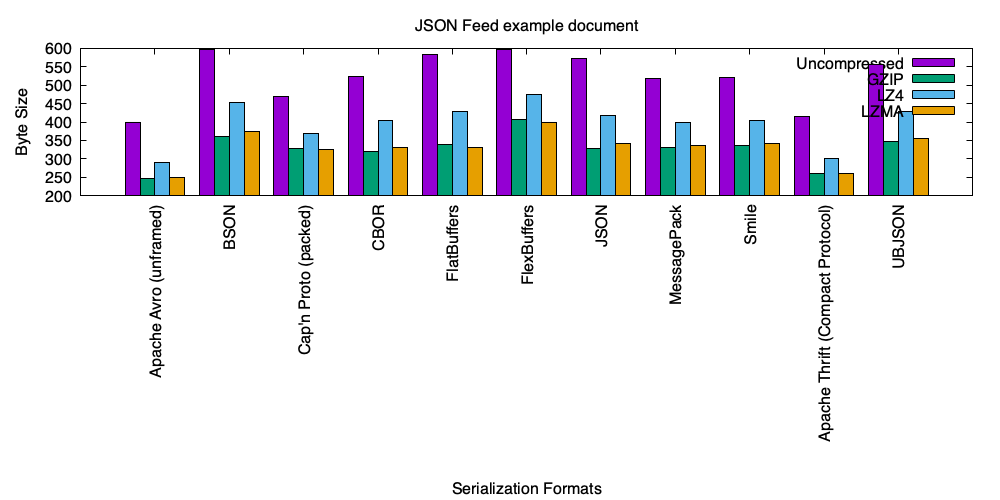 JSON Feed example document
Byte Size
600
550
500
450
400
350
300
250
200
Uncompressed
GZIP
LZ4
LZMA
Apache Avro (unframed)
BSON
Cap'n Proto (packed)
CBOR
FlatBuffers
FlexBuffers
JSON
MessagePack
Smile
Apache Thrift (Compact Protocol)
UBJSON
Serialization Formats